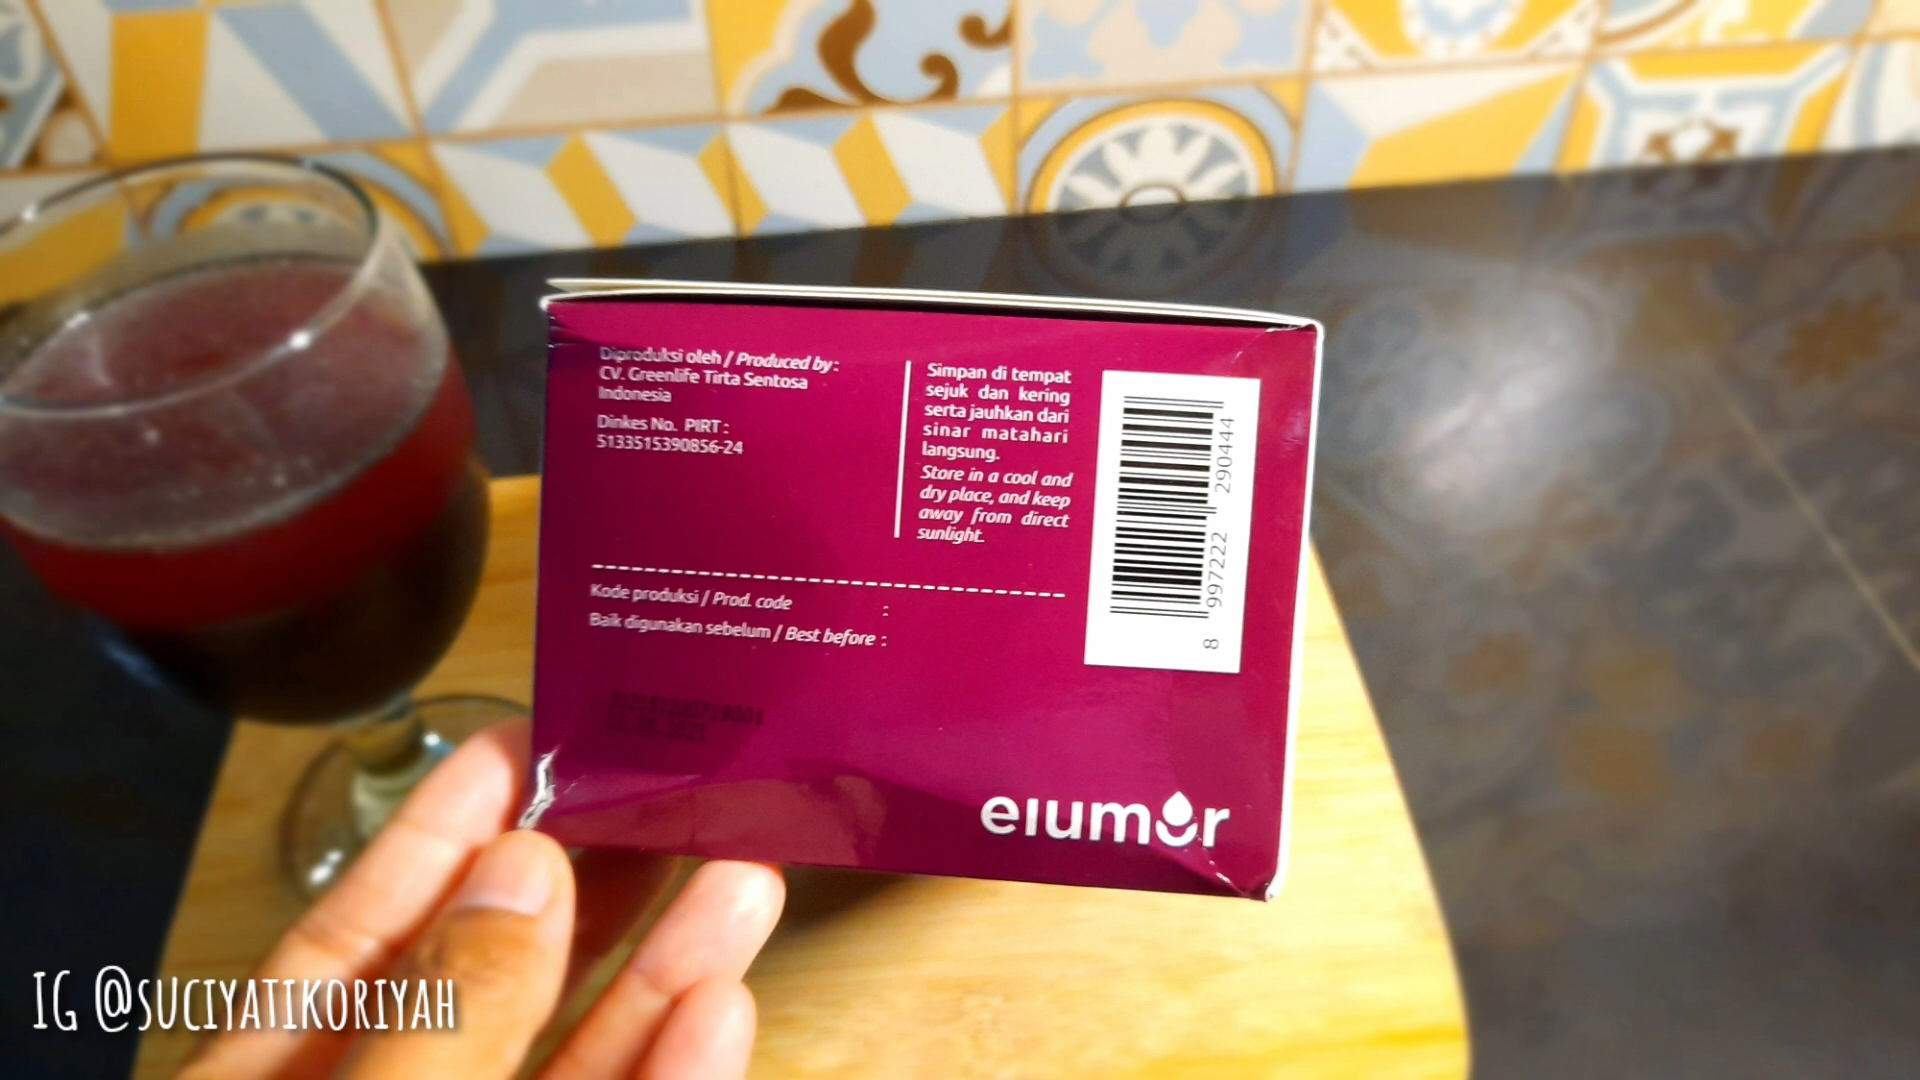 Diproduksi oleh / Produced by :
CV. Greenlife Tirta Sentosa
Indonesia
Dinkes No. PIRT :
5133515390856-24
Simpan di tempat
sejuk dan kering
serta jauhkan dari
sinar matahari
langsung.
Store in a cool and
dry place, and keep
away from direct
sunlight.
Kode produksi / Prod. code :
Baik digunakan sebelum / Best before :
8 997222 290444
elumor
IG @suciyatikoriyah